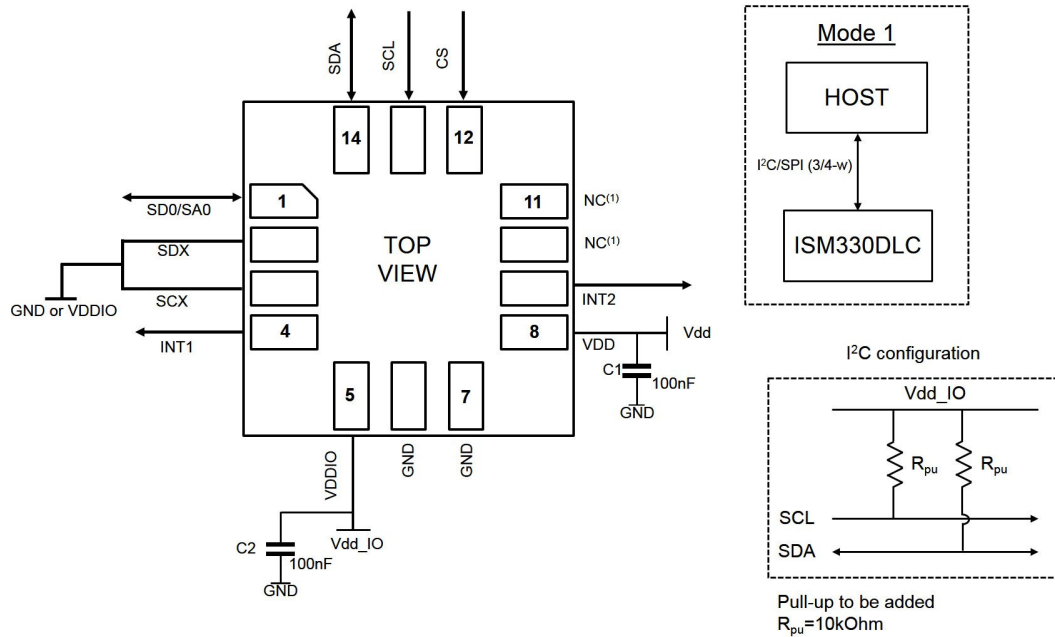 SDA
SCL
CS
14
12
SD0/SA0
1
11
NC(1)
SDX
TOP
VIEW
NC(1)
SCX
GND or VDDIO
INT2
INT1
4
8
VDD
Vdd
C1
100nF
GND
5
7
VDDIO
GND
GND
C2
100nF
Vdd_IO
GND
Mode 1
HOST
I²C/SPI (3/4-w)
ISM330DLC
I²C configuration
Vdd_IO
Rpu
Rpu
SCL
SDA
Pull-up to be added
Rpu=10kOhm